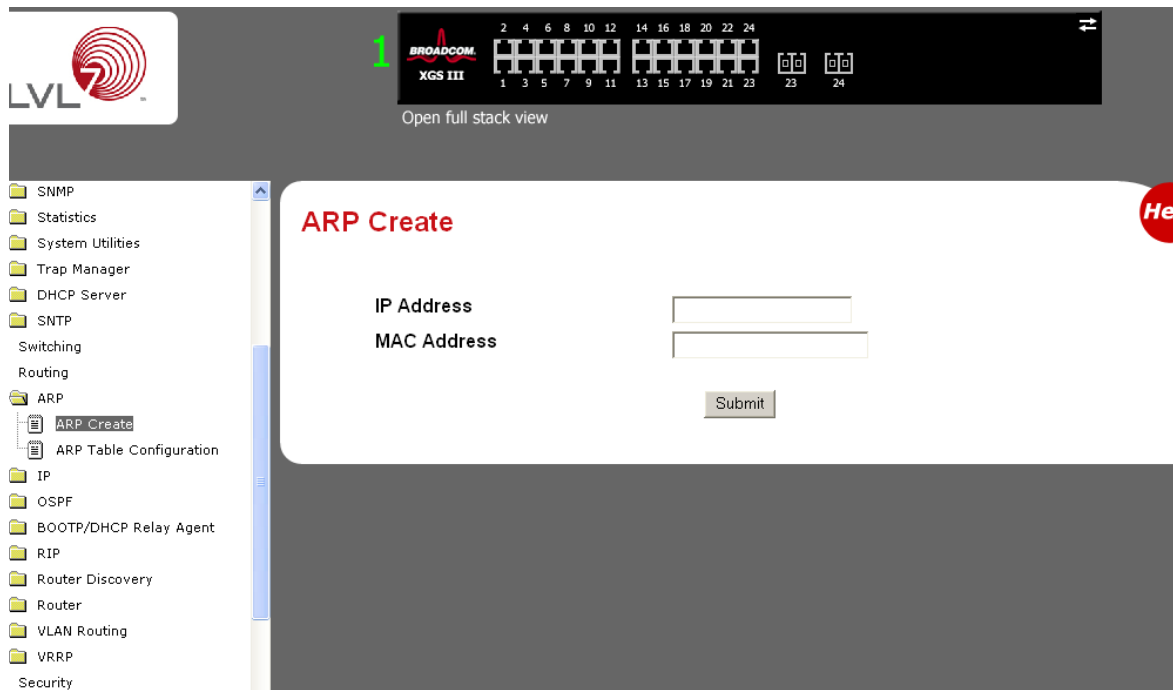 LVL7
1
BROADCOM.
XGS III
2 4 6 8 10 12 14 16 18 20 22 24
1 3 5 7 9 11 13 15 17 19 21 23 23 24
Open full stack view
SNMP
Statistics
System Utilities
Trap Manager
DHCP Server
SNTP
Switching
Routing
ARP
ARP Create
ARP Table Configuration
IP
OSPF
BOOTP/DHCP Relay Agent
RIP
Router Discovery
Router
VLAN Routing
VRRP
Security
ARP Create
He
IP Address
MAC Address
Submit